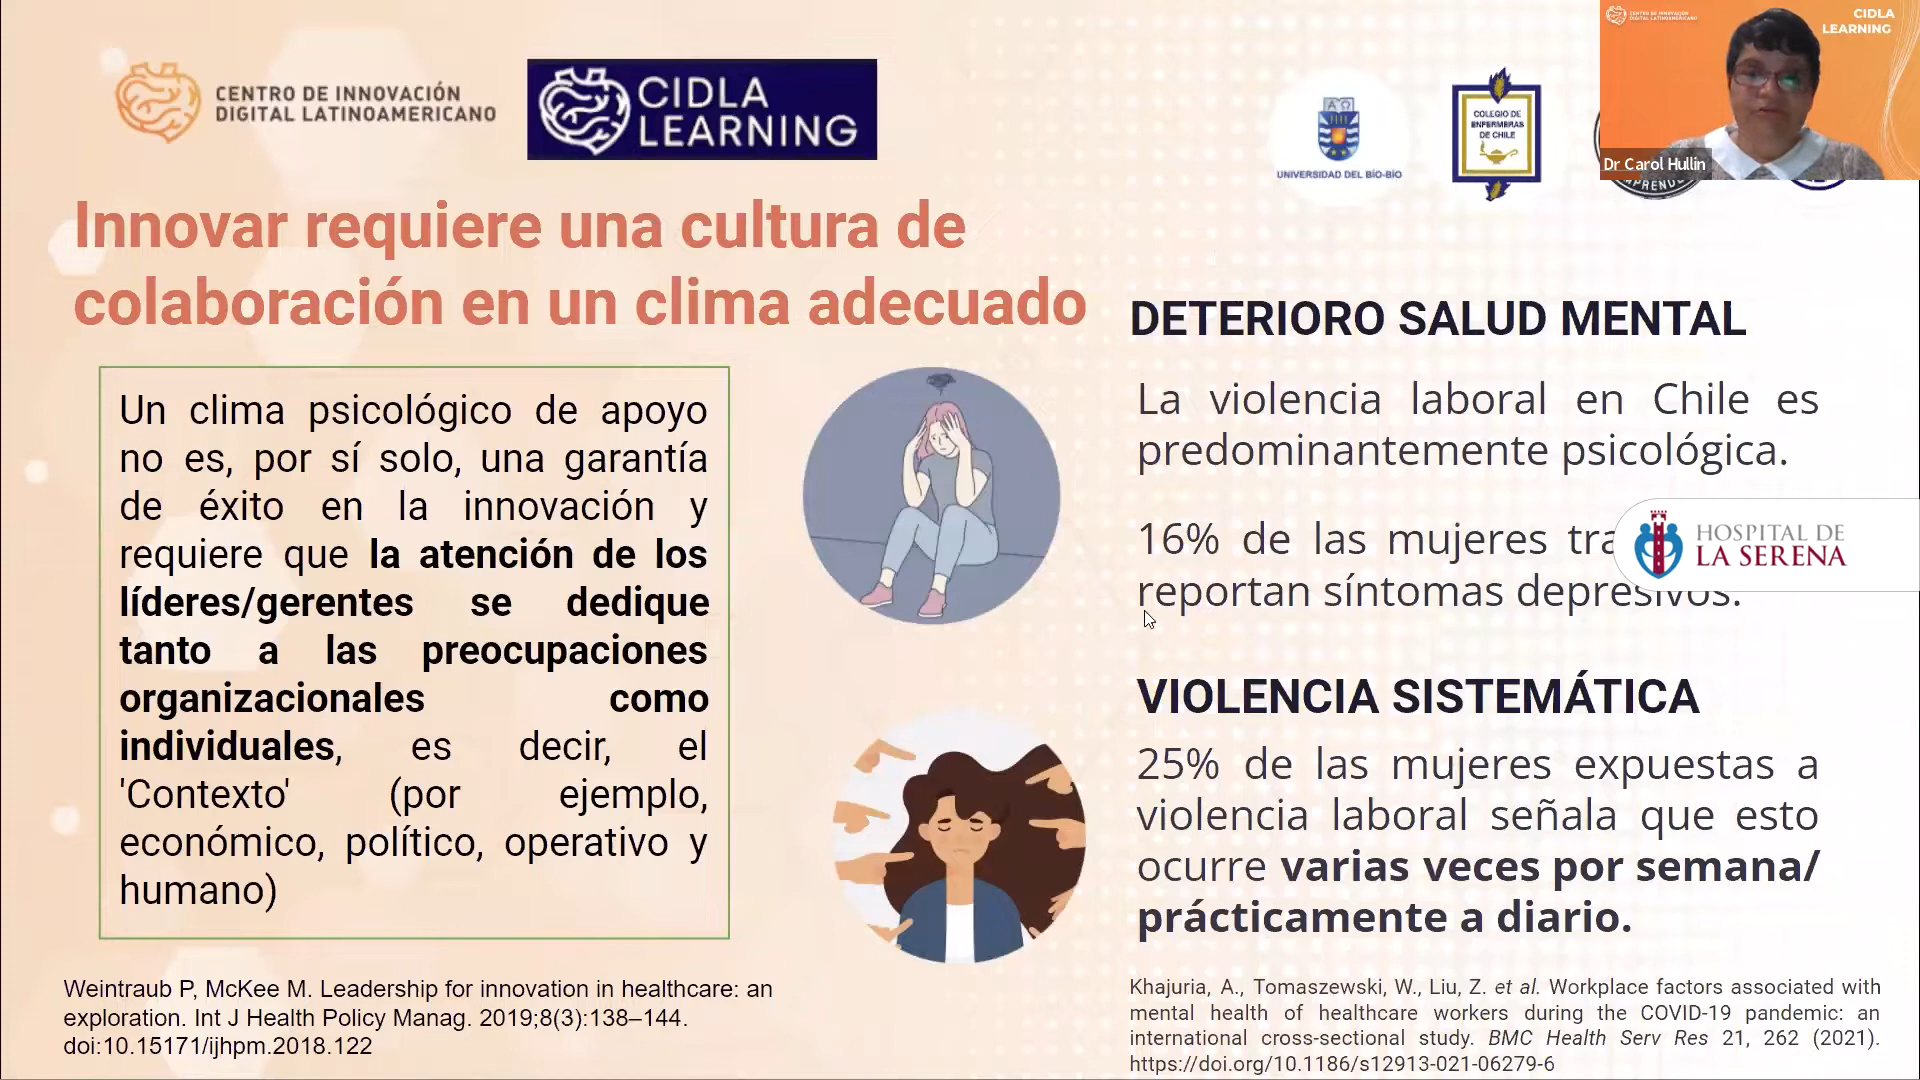 CENTRO DE INNOVACIÓN
DIGITAL LATINOAMERICANO
CIDLA
LEARNING
UNIVERSIDAD DEL BÍO-BÍO
COLEGIO DE
ENFERMERAS
DE CHILE
CENTRO DE INNOVACIÓN
DIGITAL LATINOAMERICANO
CIDLA
LEARNING
Dr Carol Hullin
Innovar requiere una cultura de
colaboración en un clima adecuado
Un clima psicológico de apoyo
no es, por sí solo, una garantía
de éxito en la innovación y
requiere que la atención de los
líderes/gerentes se dedique
tanto a las preocupaciones
organizacionales como
individuales, es decir, el
'Contexto' (por ejemplo,
económico, político, operativo y
humano)
Weintraub P, McKee M. Leadership for innovation in healthcare: an
exploration. Int J Health Policy Manag. 2019;8(3):138–144.
doi:10.15171/ijhpm.2018.122
DETERIORO SALUD MENTAL
La violencia laboral en Chile es
predominantemente psicológica.
16% de las mujeres tra
reportan síntomas depresivos.
HOSPITAL DE
LA SERENA
VIOLENCIA SISTEMÁTICA
25% de las mujeres expuestas a
violencia laboral señala que esto
ocurre varias veces por semana/
prácticamente a diario.
Khajuria, A., Tomaszewski, W., Liu, Z. et al. Workplace factors associated with
mental health of healthcare workers during the COVID-19 pandemic: an
international cross-sectional study. BMC Health Serv Res 21, 262 (2021).
https://doi.org/10.1186/s12913-021-06279-6